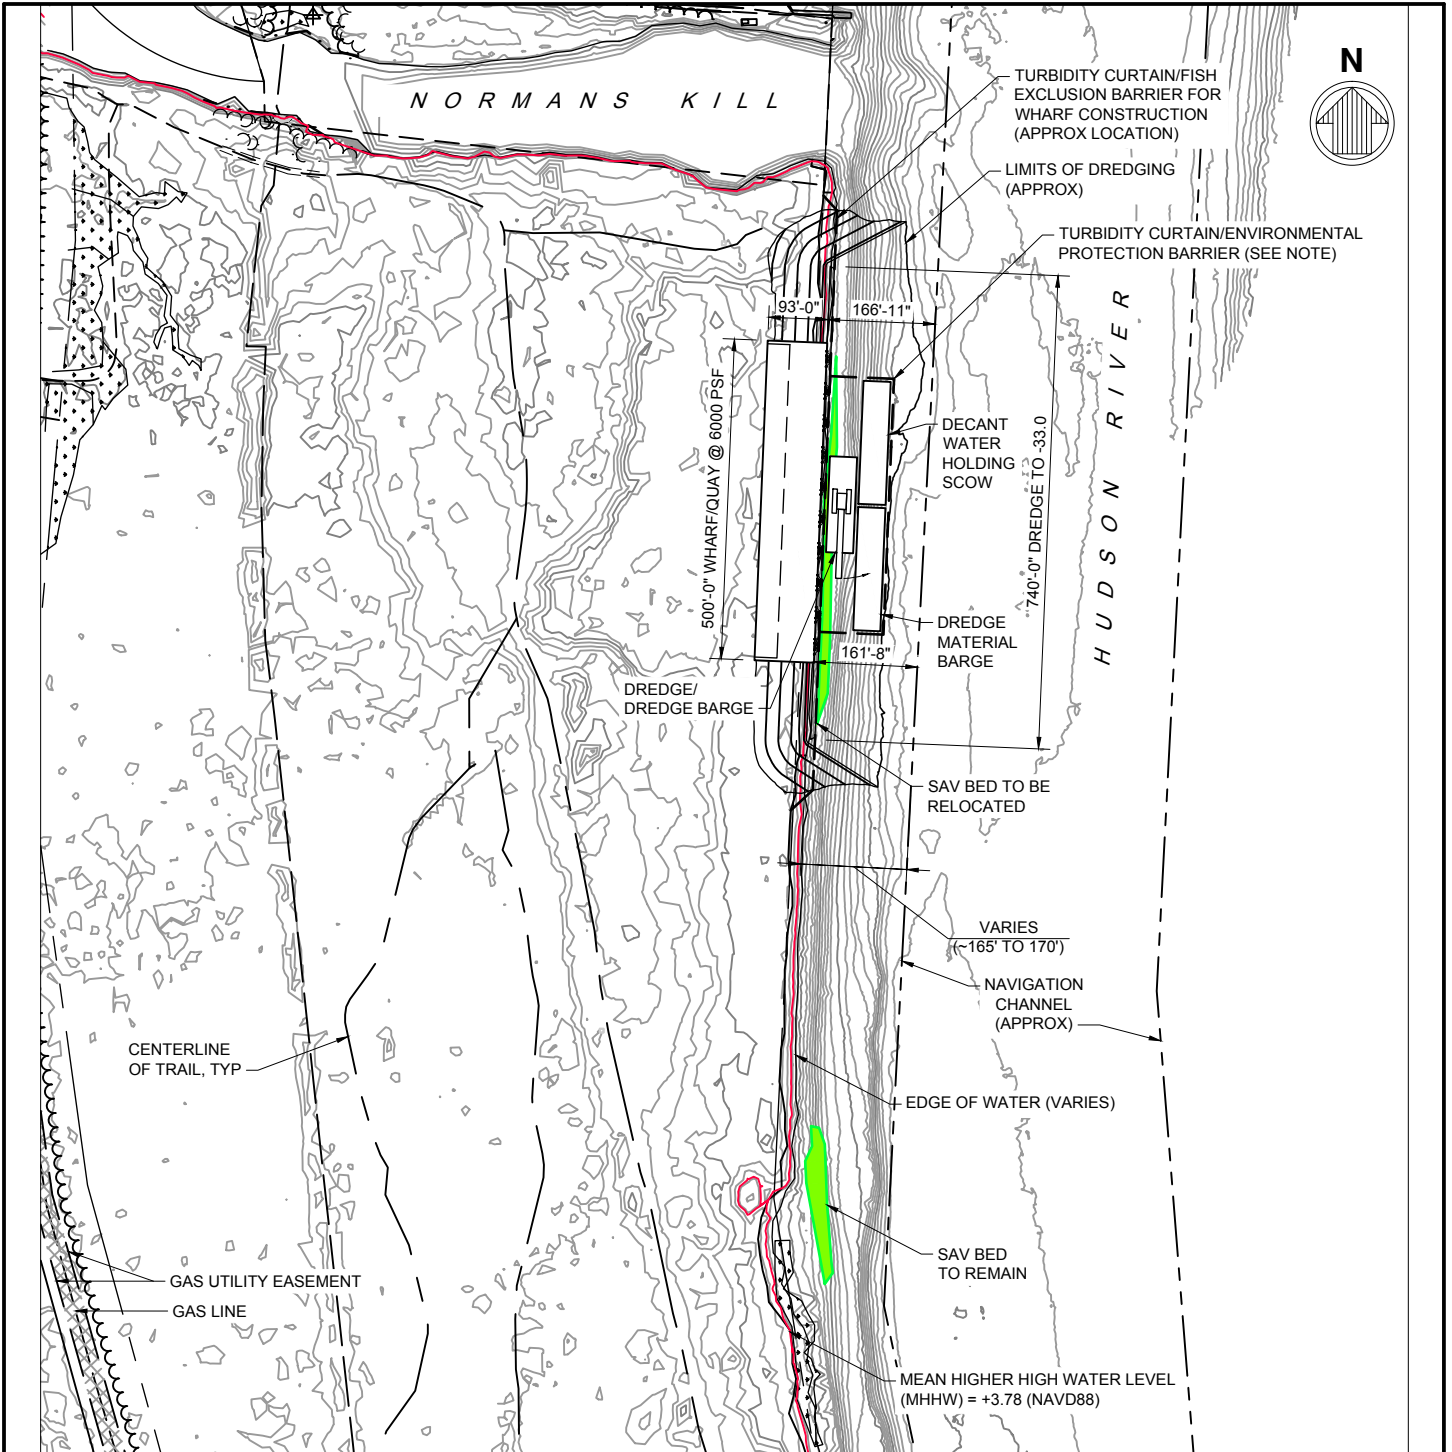 N
NORMANS KILL
TURBIDITY CURTAIN/FISH
EXCLUSION BARRIER FOR
WHARF CONSTRUCTION
(APPROX LOCATION)
LIMITS OF DREDGING
(APPROX)
TURBIDITY CURTAIN/ENVIRONMENTAL
PROTECTION BARRIER (SEE NOTE)
93'-0"
166'-11"
HUDSON RIVER
500'-0" WHARF/QUAY @ 6000 PSF
740'-0" DREDGE TO -33.0
DECANT
WATER
HOLDING
SCOW
DREDGE
MATERIAL
BARGE
161'-8"
DREDGE/
DREDGE BARGE
SAV BED TO BE
RELOCATED
VARIES
(~165' TO 170')
NAVIGATION
CHANNEL
(APPROX)
CENTERLINE
OF TRAIL, TYP
EDGE OF WATER (VARIES)
SAV BED
TO REMAIN
GAS UTILITY EASEMENT
GAS LINE
MEAN HIGHER HIGH WATER LEVEL
(MHHW) = +3.78 (NAVD88)